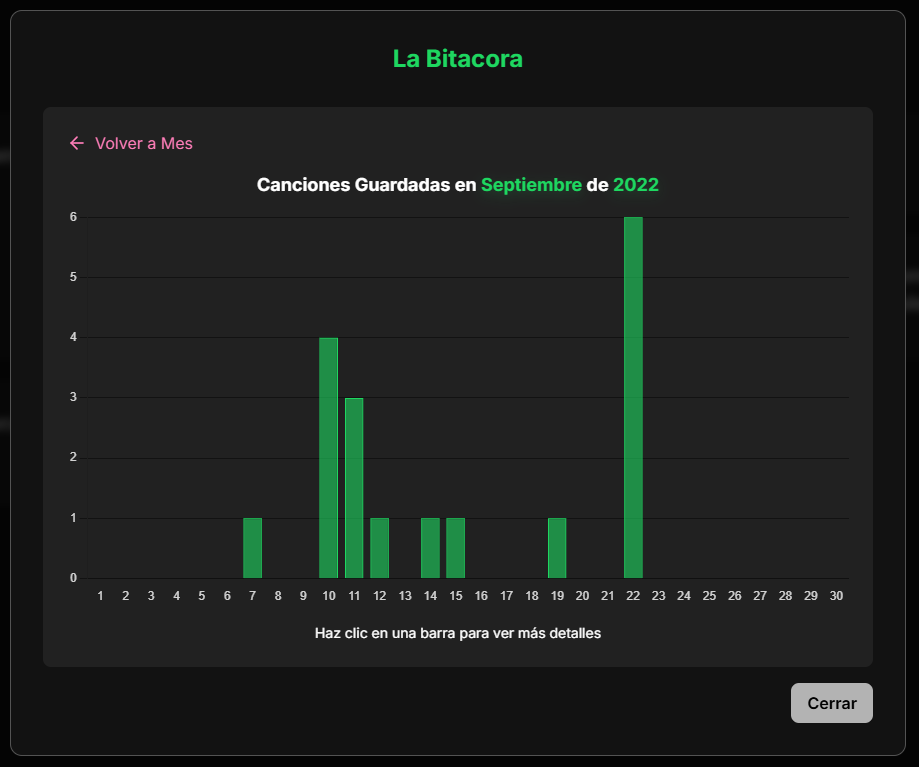 La Bitacora
← Volver a Mes
Canciones Guardadas en Septiembre de 2022
6
5
4
3
2
1
0
1 2 3 4 5 6 7 8 9 10 11 12 13 14 15 16 17 18 19 20 21 22 23 24 25 26 27 28 29 30
Haz clic en una barra para ver más detalles
Cerrar